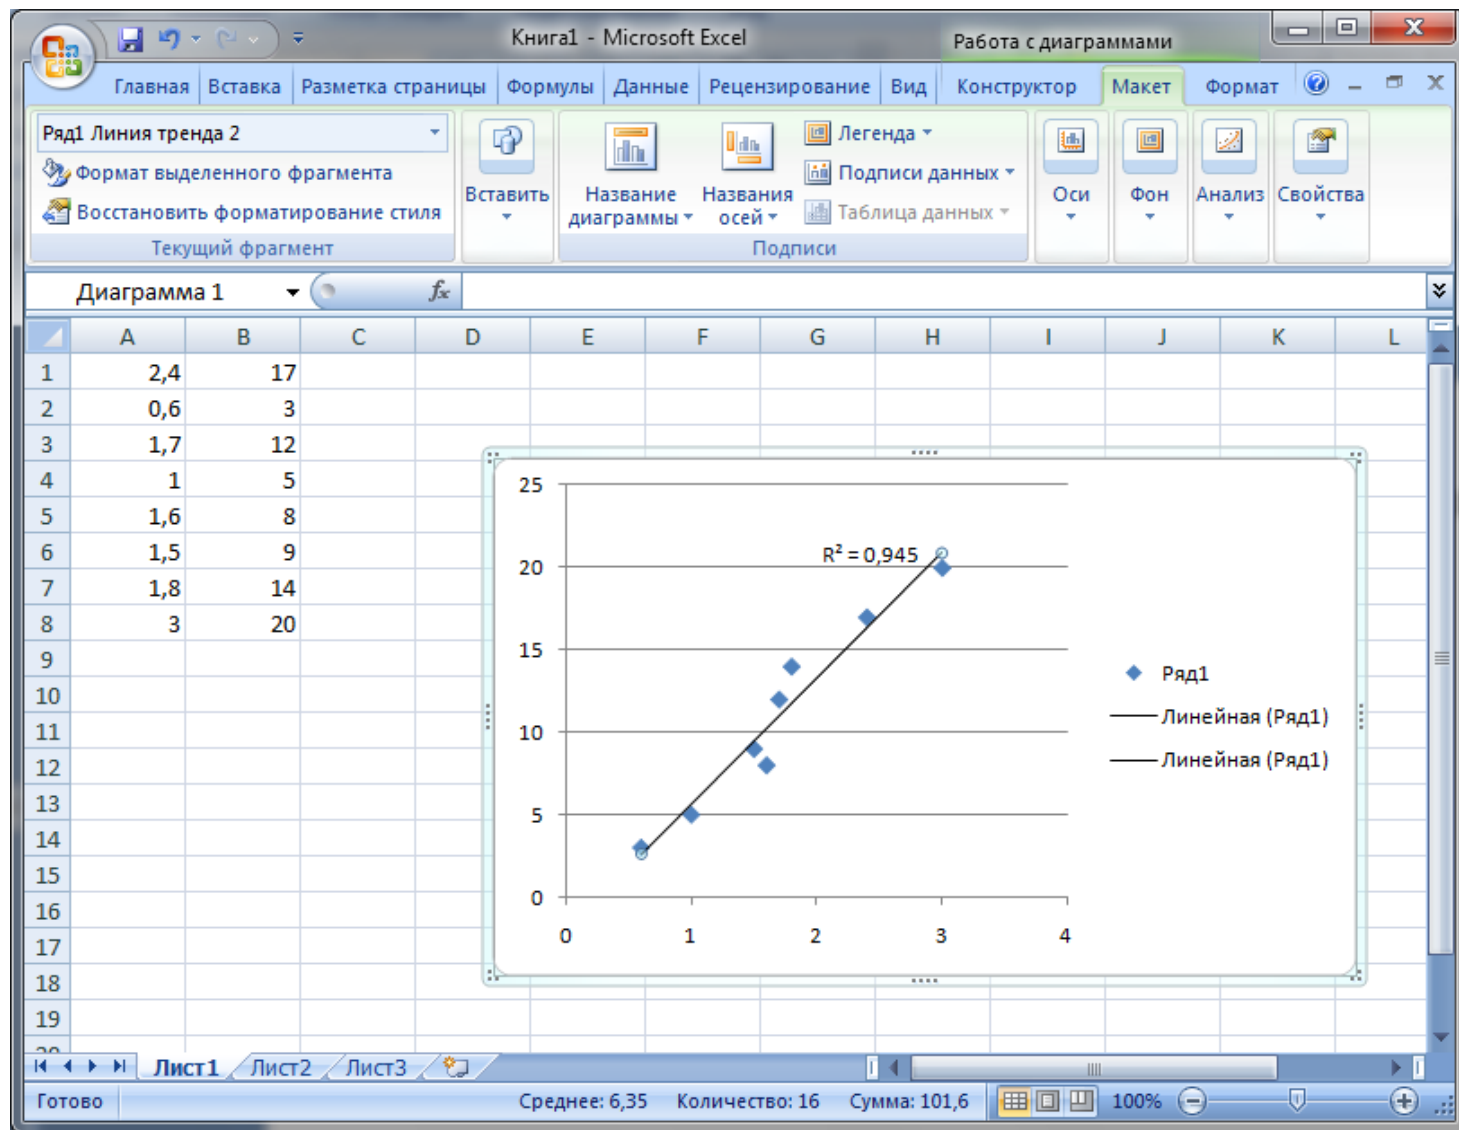 Книга1 - Microsoft Excel
Работа с диаграммами
Главная Вставка Разметка страницы Формулы Данные Рецензирование Вид Конструктор Макет Формат
Ряд1 Линия тренда 2
Формат выделенного фрагмента
Восстановить форматирование стиля
Текущий фрагмент
Вставить
Название диаграммы
Названия осей
Легенда
Подписи данных
Таблица данных
Подписи
Оси
Фон
Анализ
Свойства
Диаграмма 1
fx
A B C D E F G H I J K L
1 2,4 17
2 0,6 3
3 1,7 12
4 1 5
5 1,6 8
6 1,5 9
7 1,8 14
8 3 20
9
10
11
12
13
14
15
16
17
18
19
20
25
20
15
10
5
0
0 1 2 3 4
R² = 0,945
Ряд1
Линейная (Ряд1)
Линейная (Ряд1)
Лист1 Лист2 Лист3
Готово Среднее: 6,35 Количество: 16 Сумма: 101,6 100%